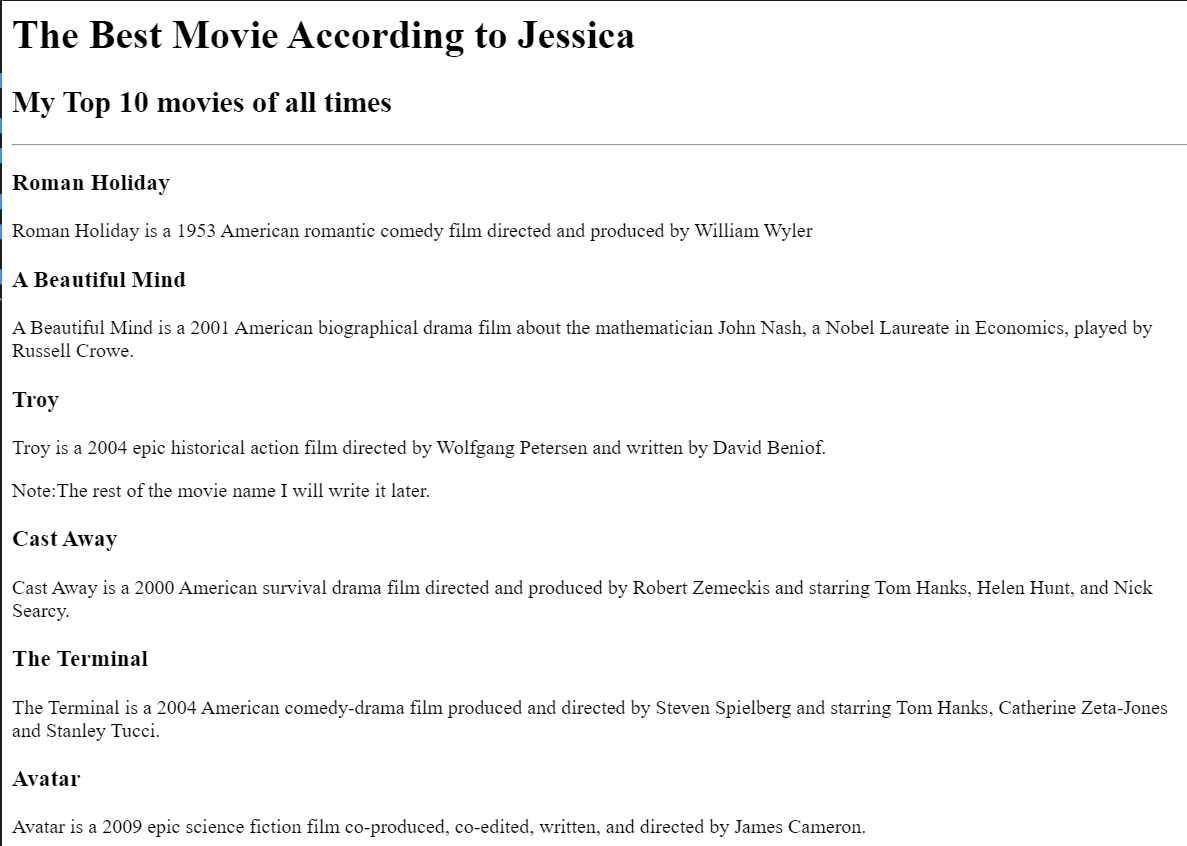 The Best Movie According to Jessica
My Top 10 movies of all times
Roman Holiday
Roman Holiday is a 1953 American romantic comedy film directed and produced by William Wyler
A Beautiful Mind
A Beautiful Mind is a 2001 American biographical drama film about the mathematician John Nash, a Nobel Laureate in Economics, played by
Russell Crowe.
Troy
Troy is a 2004 epic historical action film directed by Wolfgang Petersen and written by David Beniof.
Note:The rest of the movie name I will write it later.
Cast Away
Cast Away is a 2000 American survival drama film directed and produced by Robert Zemeckis and starring Tom Hanks, Helen Hunt, and Nick
Searcy.
The Terminal
The Terminal is a 2004 American comedy-drama film produced and directed by Steven Spielberg and starring Tom Hanks, Catherine Zeta-Jones
and Stanley Tucci.
Avatar
Avatar is a 2009 epic science fiction film co-produced, co-edited, written, and directed by James Cameron.